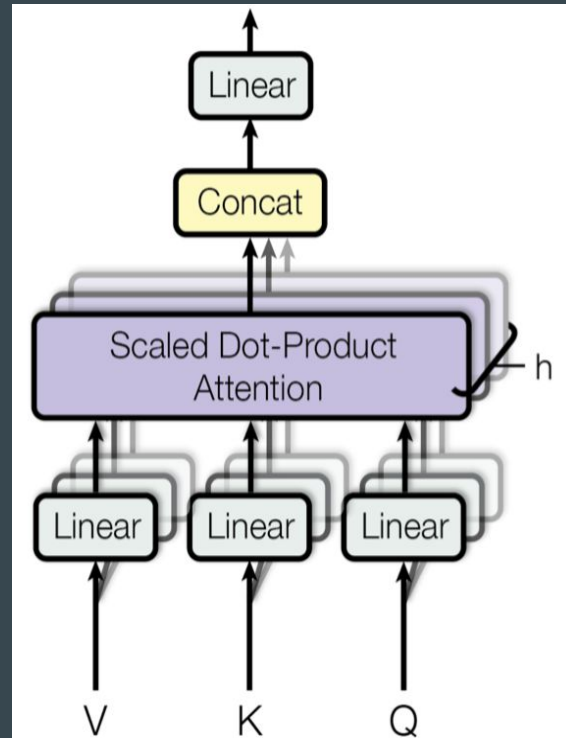 Linear
Concat
Scaled Dot-Product
Attention
h
Linear Linear Linear
V K Q